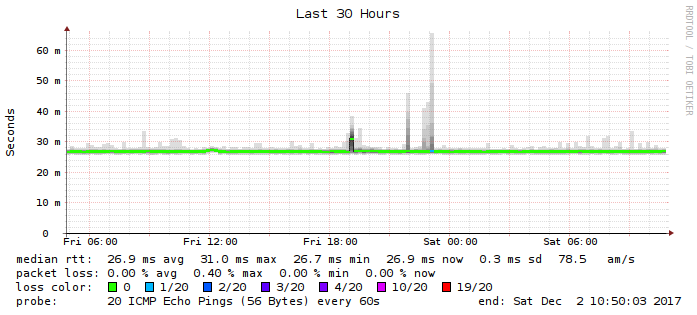 Last 30 Hours
RRDTOOL / TOBI OETIKER
Seconds
60 m
50 m
40 m
30 m
20 m
10 m
0
Fri 06:00 Fri 12:00 Fri 18:00 Sat 00:00 Sat 06:00
median rtt: 26.9 ms avg 31.0 ms max 26.7 ms min 26.9 ms now 0.3 ms sd 78.5 am/s
packet loss: 0.00 % avg 0.40 % max 0.00 % min 0.00 % now
loss color: 0 1/20 2/20 3/20 4/20 10/20 19/20
probe: 20 ICMP Echo Pings (56 Bytes) every 60s end: Sat Dec 2 10:50:03 2017